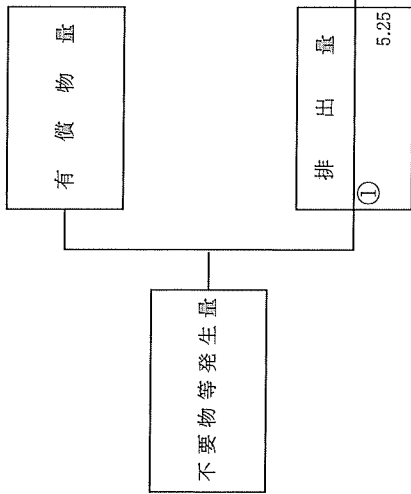 有償物量
不要物等発生量
排出量
①
5.25